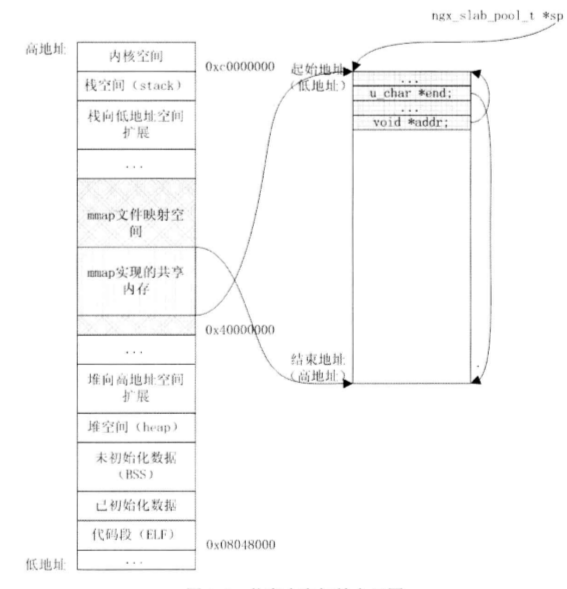 ngx_slab_pool_t *sp
高地址
内核空间
0xc0000000
栈空间（stack）
栈向低地址空间
扩展
...
mmap文件映射空
间
mmap实现的共享
内存
0x40000000
...
堆向高地址空间
扩展
堆空间（heap）
未初始化数据
（BSS）
已初始化数据
代码段（ELF）
0x08048000
低地址
...
起始地址
（低地址）
...
u_char *end;
...
void *addr;
结束地址
（高地址）